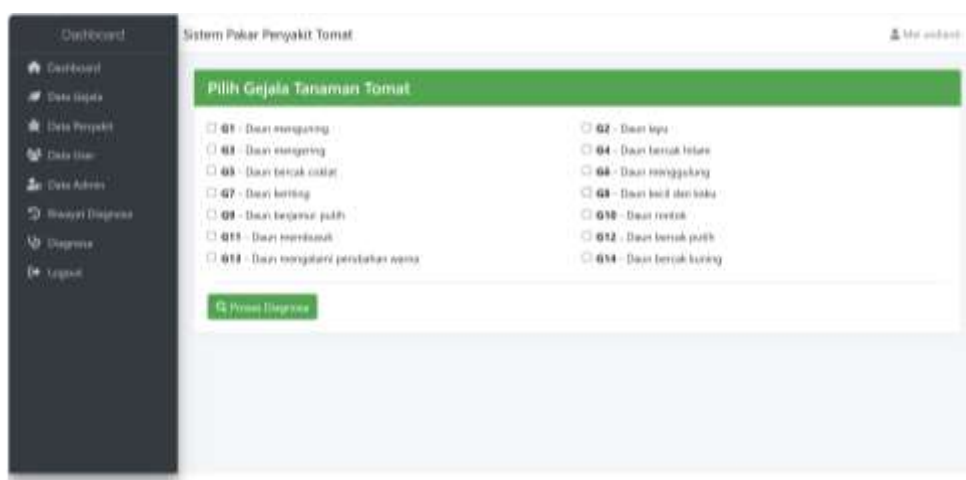 Dashboard
Sistem Pakar Penyakit Tomat
Dashboard
Data Gejala
Data Penyakit
Data User
Data Admin
Riwayat Diagnosa
Diagnosa
Logout
Pilih Gejala Tanaman Tomat
G1 - Daun menguning
G2 - Daun layu
G3 - Daun mengering
G4 - Daun bercak hitam
G5 - Daun bercak coklat
G6 - Daun menggulung
G7 - Daun keriting
G8 - Daun kecil dan kaku
G9 - Daun berjamur putih
G10 - Daun rontok
G11 - Daun membusuk
G12 - Daun bercak putih
G13 - Daun mengalami perubahan warna
G14 - Daun bercak kuning
Proses Diagnosa